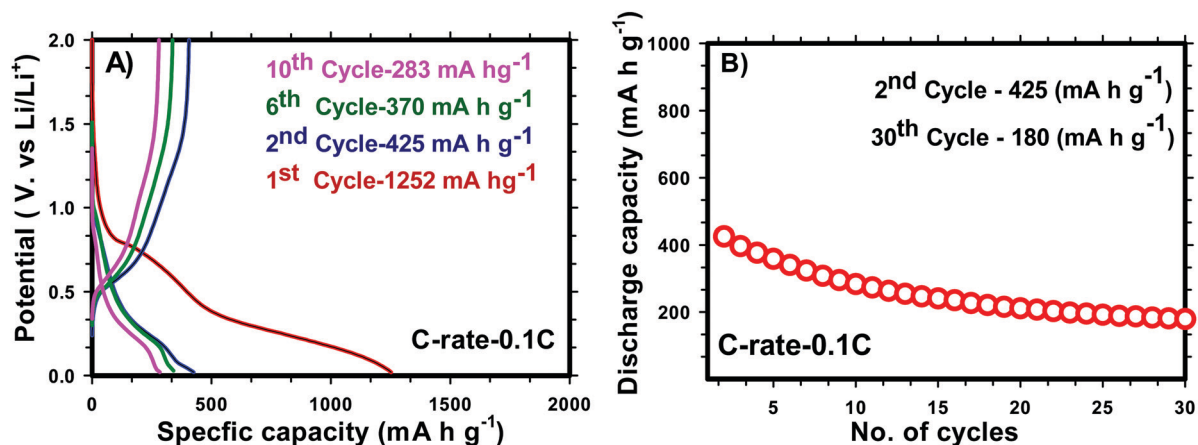 A)
10th Cycle-283 mA hg-1
6th Cycle-370 mA h g-1
2nd Cycle-425 mA h g-1
1st Cycle-1252 mA hg-1
C-rate-0.1C
Potential ( V. vs Li/Li+)
2.0
1.5
1.0
0.5
0.0
0 500 1000 1500 2000
Specfic capacity (mA h g-1)
B)
2nd Cycle - 425 (mA h g-1)
30th Cycle - 180 (mA h g-1)
C-rate-0.1C
Discharge capacity (mA h g-1)
1000
800
600
400
200
5 10 15 20 25 30
No. of cycles